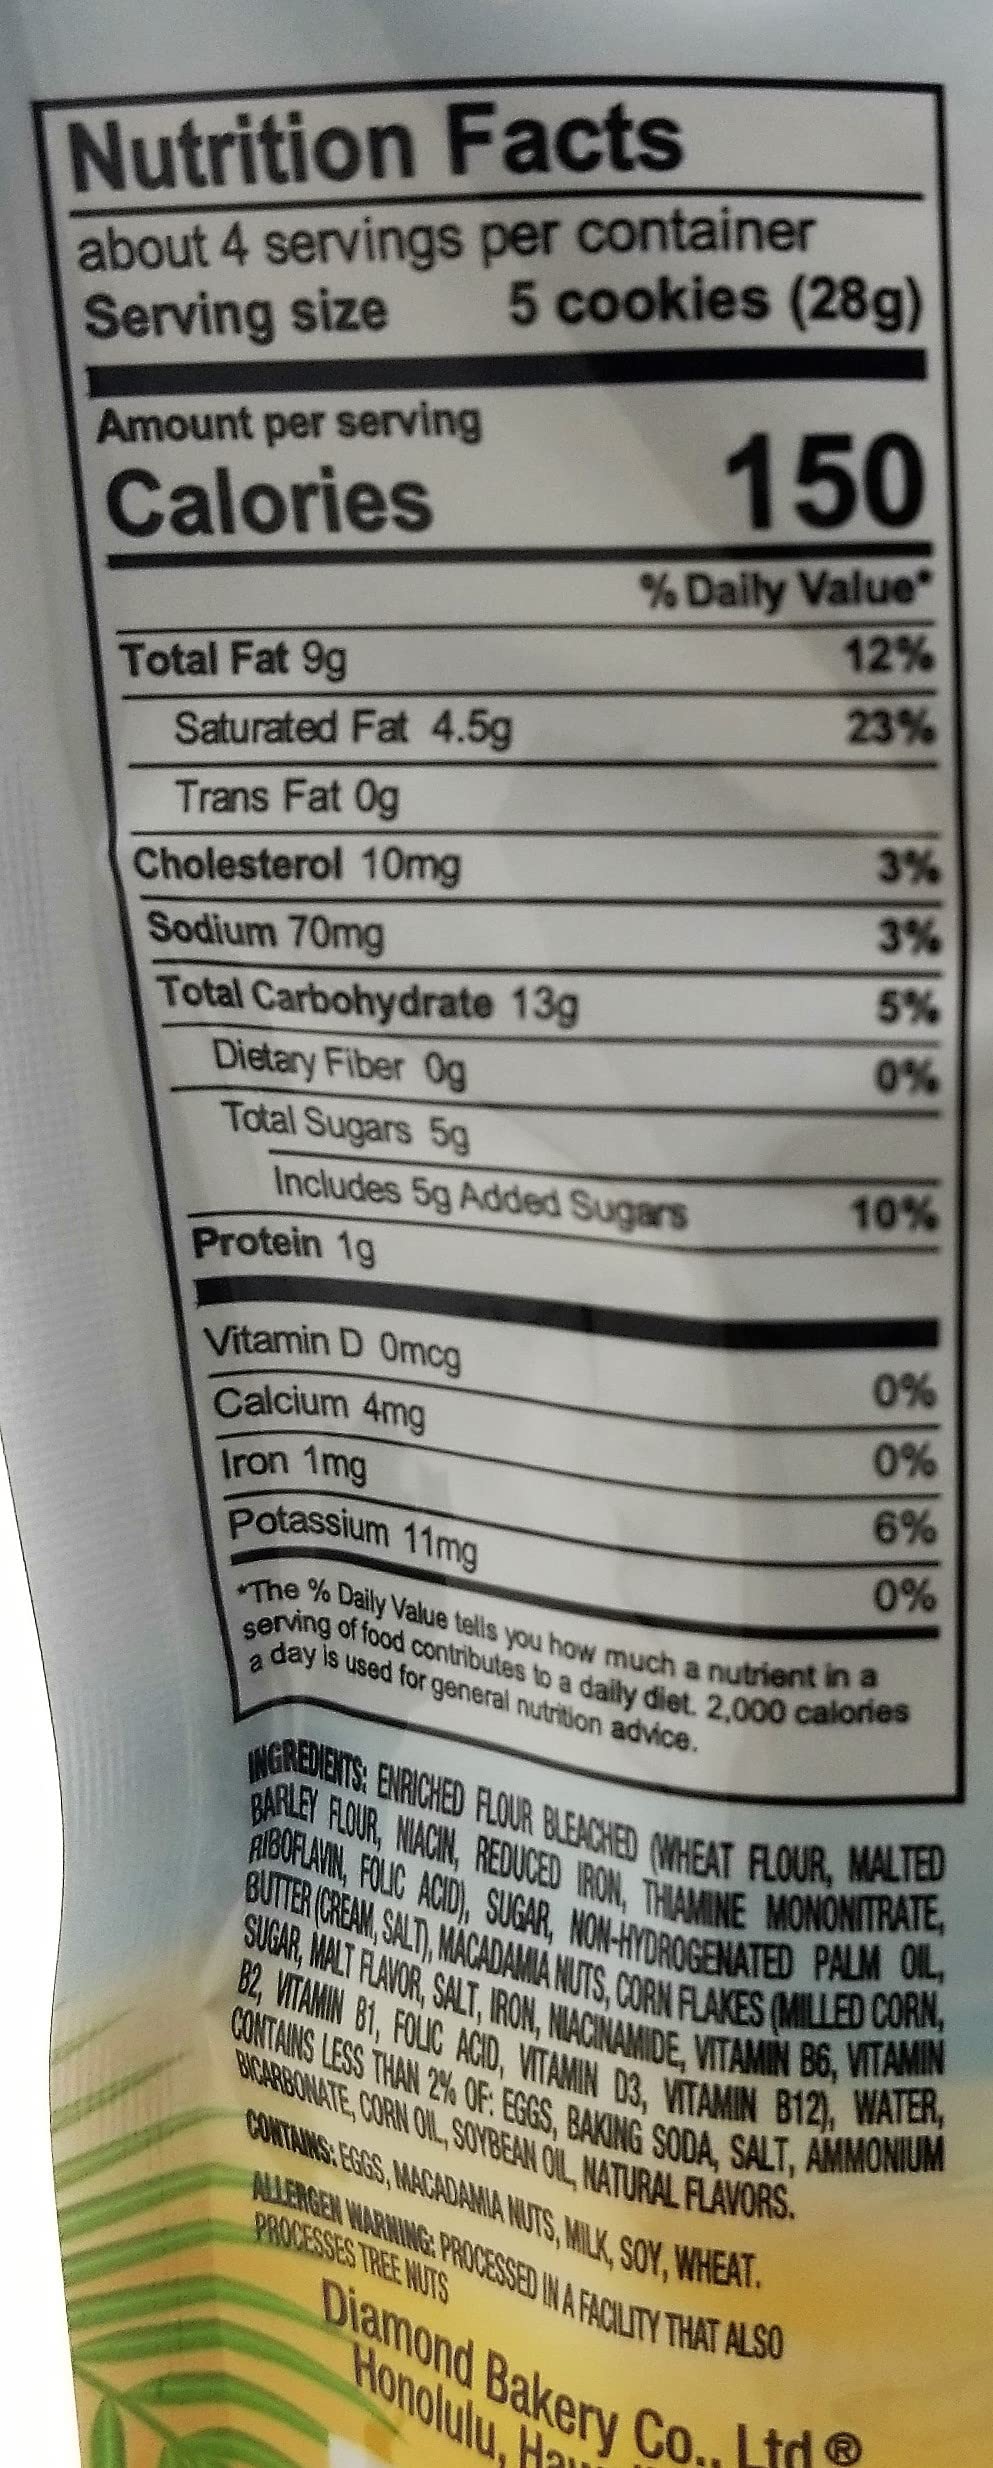 Nutrition Facts
about 4 servings per container
Serving size 5 cookies (28g)
Amount per serving
Calories 150
% Daily Value*
Total Fat 9g 12%
Saturated Fat 4.5g 23%
Trans Fat 0g
Cholesterol 10mg 3%
Sodium 70mg 3%
Total Carbohydrate 13g 5%
Dietary Fiber 0g 0%
Total Sugars 5g
Includes 5g Added Sugars 10%
Protein 1g
Vitamin D 0mcg 0%
Calcium 4mg 0%
Iron 1mg 6%
Potassium 11mg 0%
*The % Daily Value tells you how much a nutrient in a
serving of food contributes to a daily diet. 2,000 calories
a day is used for general nutrition advice.
INGREDIENTS: ENRICHED FLOUR BLEACHED (WHEAT FLOUR, MALTED
BARLEY FLOUR, NIACIN, REDUCED IRON, THIAMINE MONONITRATE,
RIBOFLAVIN, FOLIC ACID), SUGAR, NON-HYDROGENATED PALM OIL,
BUTTER (CREAM, SALT), MACADAMIA NUTS, CORN FLAKES (MILLED CORN,
SUGAR, MALT FLAVOR, SALT, IRON, NIACINAMIDE, VITAMIN B6, VITAMIN
B2, VITAMIN B1, FOLIC ACID, VITAMIN D3, VITAMIN B12), WATER,
CONTAINS LESS THAN 2% OF: EGGS, BAKING SODA, SALT, AMMONIUM
BICARBONATE, CORN OIL, SOYBEAN OIL, NATURAL FLAVORS.
CONTAINS: EGGS, MACADAMIA NUTS, MILK, SOY, WHEAT.
ALLERGEN WARNING: PROCESSED IN A FACILITY THAT ALSO
PROCESSES TREE NUTS
Diamond Bakery Co., Ltd ®
Honolulu,